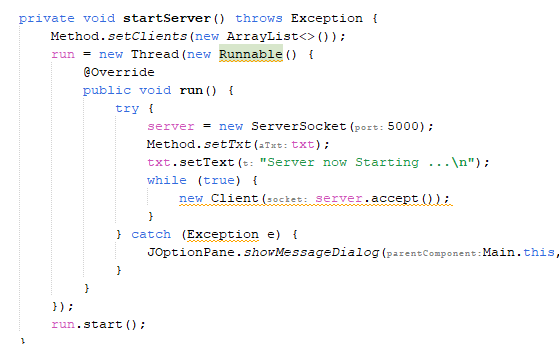 private void startServer() throws Exception {
Method.setClients(new ArrayList<>());
run = new Thread(new Runnable() {
@Override
public void run() {
try {
server = new ServerSocket(port: 5000);
Method.setTxt(aTxt: txt);
txt.setText(t: "Server now Starting ...\n");
while (true) {
new Client(socket: server.accept());
}
} catch (Exception e) {
JOptionPane.showMessageDialog(parentComponent: Main.this,
}
}
});
run.start();
}